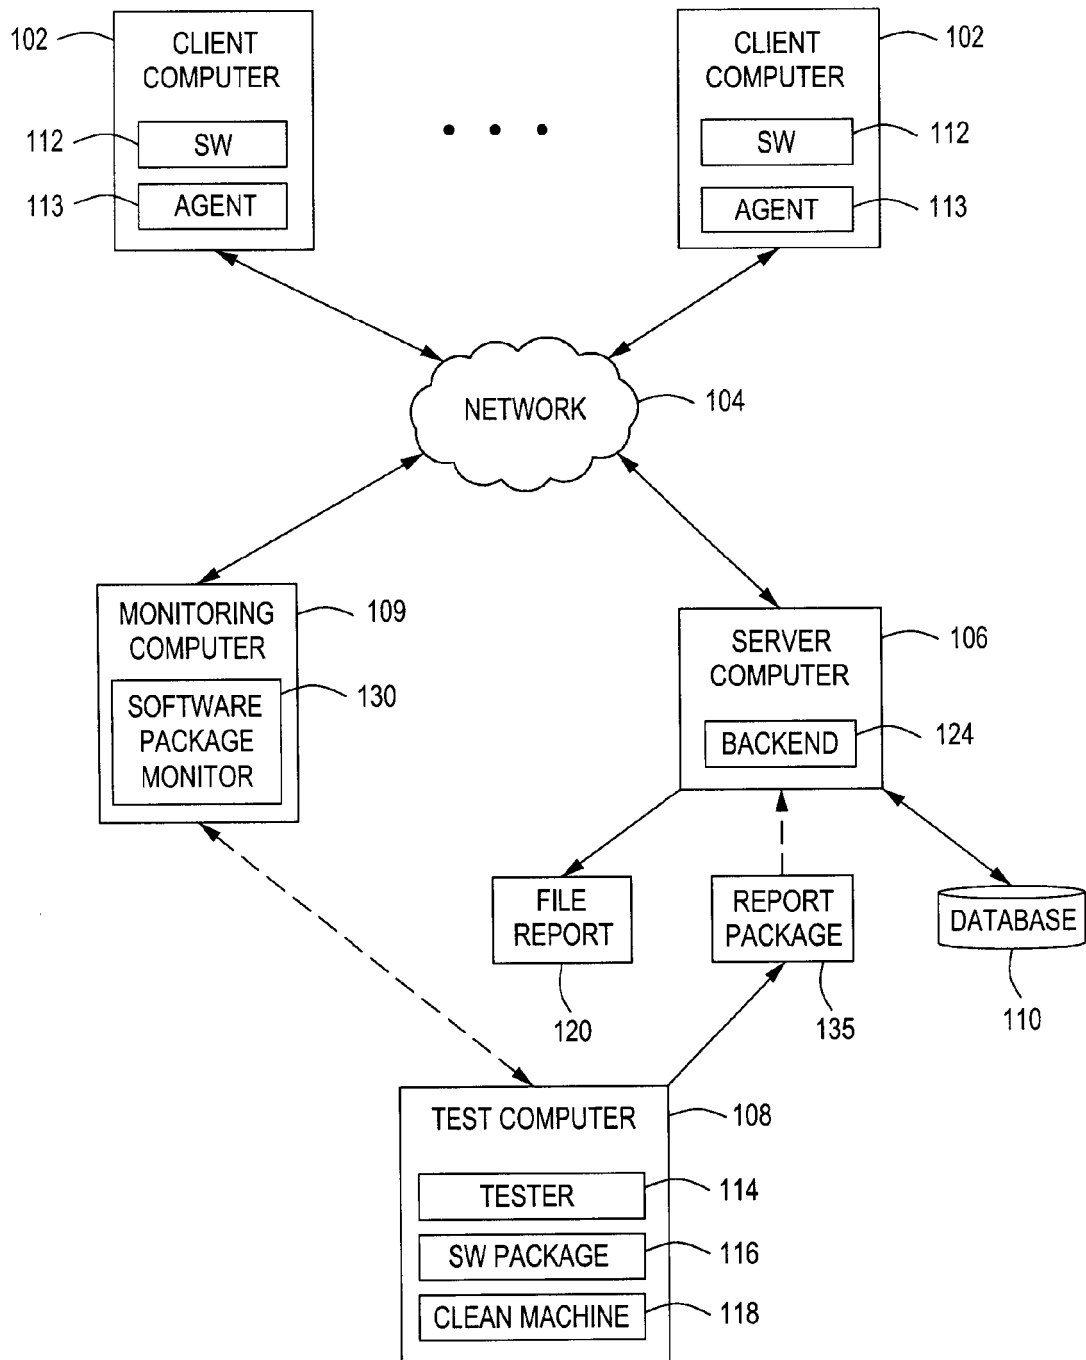 102
CLIENT
COMPUTER
112
SW
113
AGENT
CLIENT
COMPUTER
102
SW
112
AGENT
113
NETWORK
104
MONITORING
COMPUTER
109
SOFTWARE
PACKAGE
MONITOR
130
SERVER
COMPUTER
106
BACKEND
124
FILE
REPORT
120
REPORT
PACKAGE
135
DATABASE
110
TEST COMPUTER
108
TESTER
114
SW PACKAGE
116
CLEAN MACHINE
118